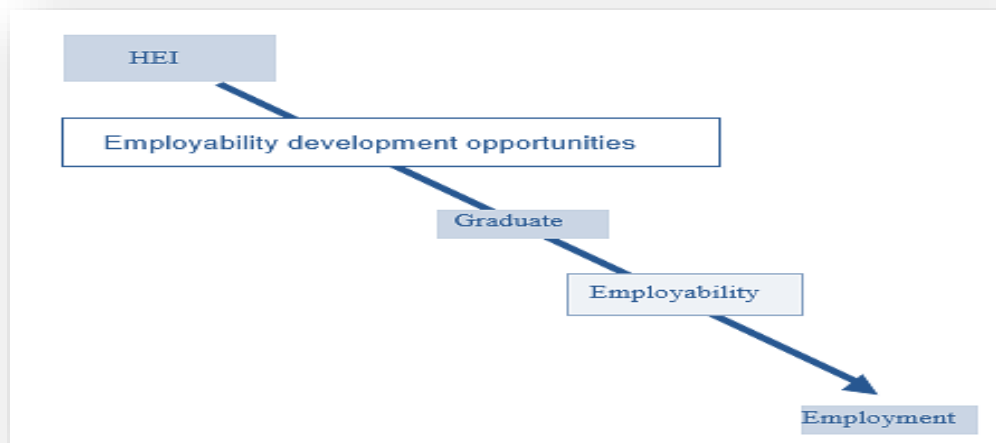 HEI
Employability development opportunities
Graduate
Employability
Employment